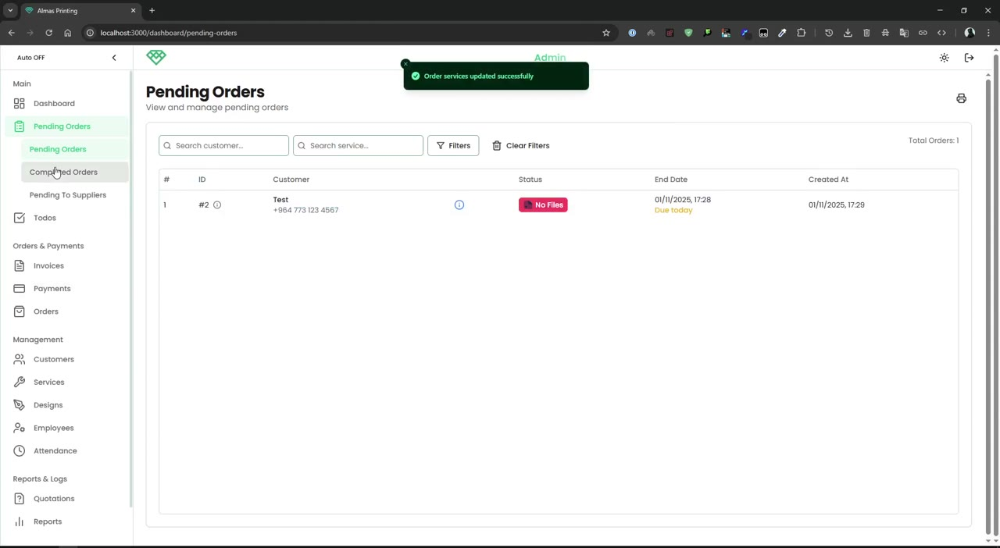 Almas Printing
localhost:3000/dashboard/pending-orders
Auto OFF
Admin
Order services updated successfully
Main
Dashboard
Pending Orders
Pending Orders
Completed Orders
Pending To Suppliers
Todos
Orders & Payments
Invoices
Payments
Orders
Management
Customers
Services
Designs
Employees
Attendance
Reports & Logs
Quotations
Reports
Pending Orders
View and manage pending orders
Search customer...
Search service...
Filters
Clear Filters
Total Orders: 1
# ID Customer Status End Date Created At
1 #2 Test No Files 01/11/2025, 17:28 01/11/2025, 17:29
+964 773 123 4567 Due today